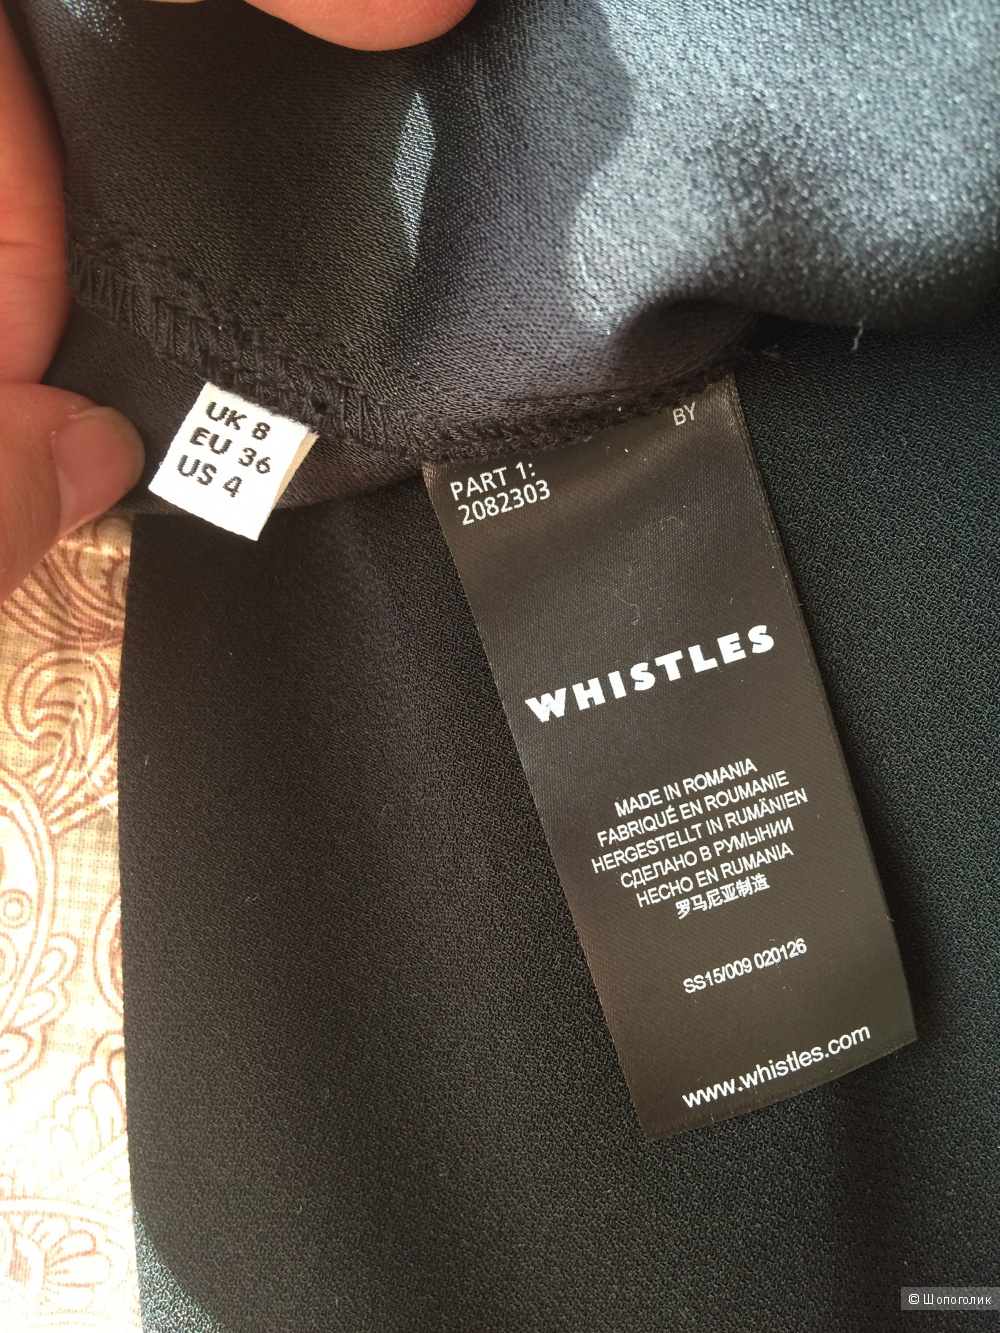 UK 8
EU 36
US 4
BY
PART 1:
2082303
WHISTLES
MADE IN ROMANIA
FABRIQUÉ EN ROUMANIE
HERGESTELLT IN RUMÄNIEN
СДЕЛАНО В РУМЫНИИ
HECHO EN RUMANIA
罗马尼亚制造
SS15/009 020126
www.whistles.com
© Шопоголик